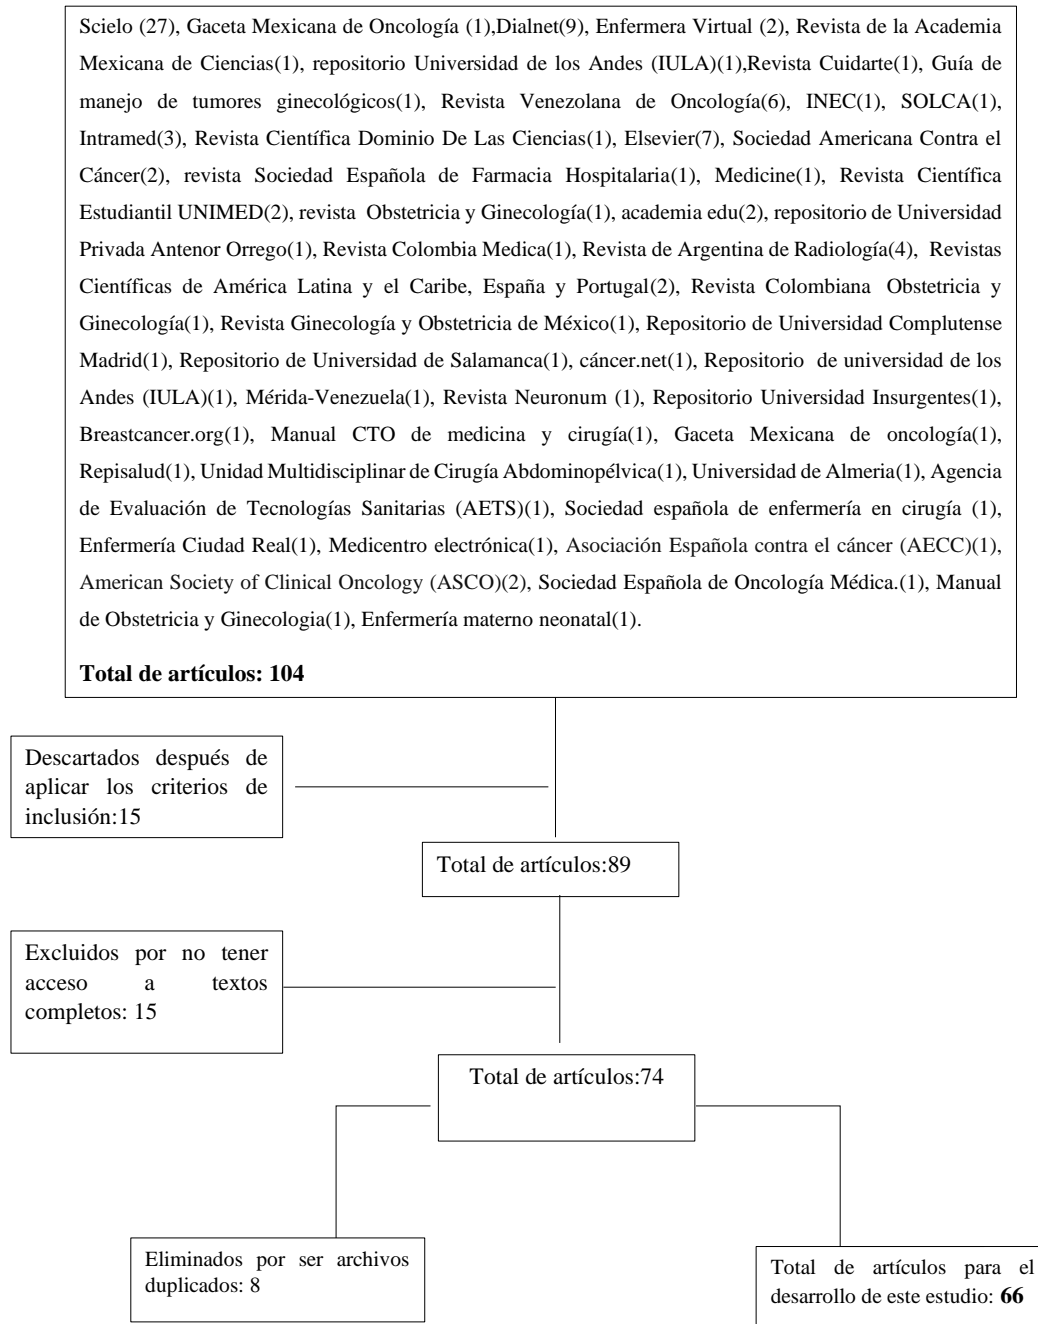 Scielo (27), Gaceta Mexicana de Oncología (1),Dialnet(9), Enfermera Virtual (2), Revista de la Academia
Mexicana de Ciencias(1), repositorio Universidad de los Andes (IULA)(1),Revista Cuidarte(1), Guía de
manejo de tumores ginecológicos(1), Revista Venezolana de Oncología(6), INEC(1), SOLCA(1),
Intramed(3), Revista Científica Dominio De Las Ciencias(1), Elsevier(7), Sociedad Americana Contra el
Cáncer(2), revista Sociedad Española de Farmacia Hospitalaria(1), Medicine(1), Revista Científica
Estudiantil UNIMED(2), revista Obstetricia y Ginecología(1), academia edu(2), repositorio de Universidad
Privada Antenor Orrego(1), Revista Colombia Medica(1), Revista de Argentina de Radiología(4), Revistas
Científicas de América Latina y el Caribe, España y Portugal(2), Revista Colombiana Obstetricia y
Ginecología(1), Revista Ginecología y Obstetricia de México(1), Repositorio de Universidad Complutense
Madrid(1), Repositorio de Universidad de Salamanca(1), cáncer.net(1), Repositorio de universidad de los
Andes (IULA)(1), Mérida-Venezuela(1), Revista Neuronum (1), Repositorio Universidad Insurgentes(1),
Breastcancer.org(1), Manual CTO de medicina y cirugía(1), Gaceta Mexicana de oncología(1),
Repisalud(1), Unidad Multidisciplinar de Cirugía Abdominopélvica(1), Universidad de Almeria(1), Agencia
de Evaluación de Tecnologías Sanitarias (AETS)(1), Sociedad española de enfermería en cirugía (1),
Enfermería Ciudad Real(1), Medicentro electrónica(1), Asociación Española contra el cáncer (AECC)(1),
American Society of Clinical Oncology (ASCO)(2), Sociedad Española de Oncología Médica.(1), Manual
de Obstetricia y Ginecologia(1), Enfermería materno neonatal(1).
Total de artículos: 104
Descartados después de
aplicar los criterios de
inclusión:15
Total de artículos:89
Excluidos por no tener
acceso a textos
completos: 15
Total de artículos:74
Eliminados por ser archivos
duplicados: 8
Total de artículos para el
desarrollo de este estudio: 66